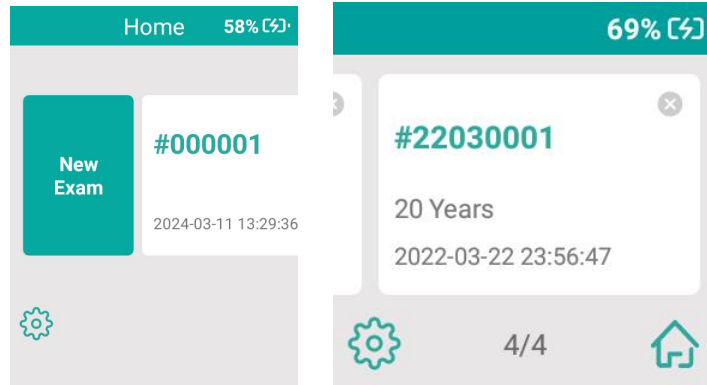 Home 58%
New
Exam
#000001
2024-03-11 13:29:36
69%
#22030001
20 Years
2022-03-22 23:56:47
4/4